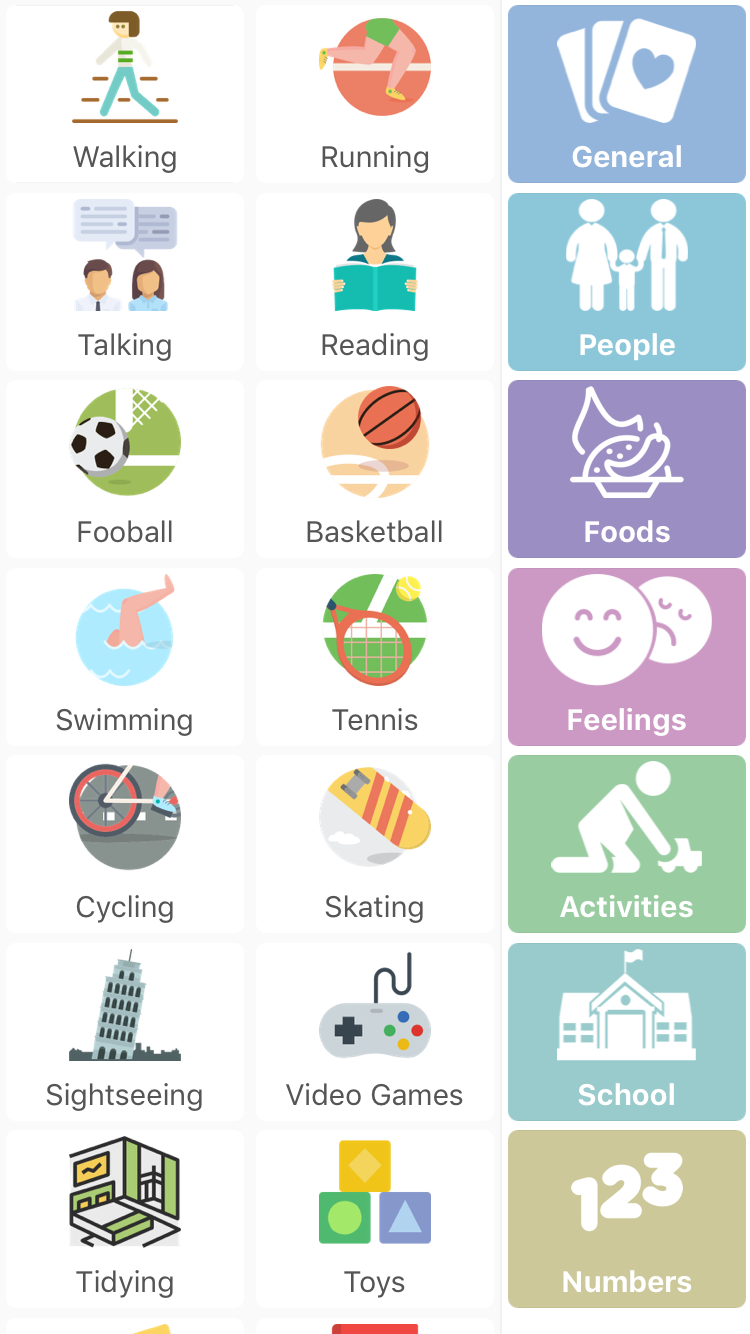 Walking
Running
General
Talking
Reading
People
Fooball
Basketball
Foods
Swimming
Tennis
Feelings
Cycling
Skating
Activities
Sightseeing
Video Games
School
Tidying
Toys
123
Numbers